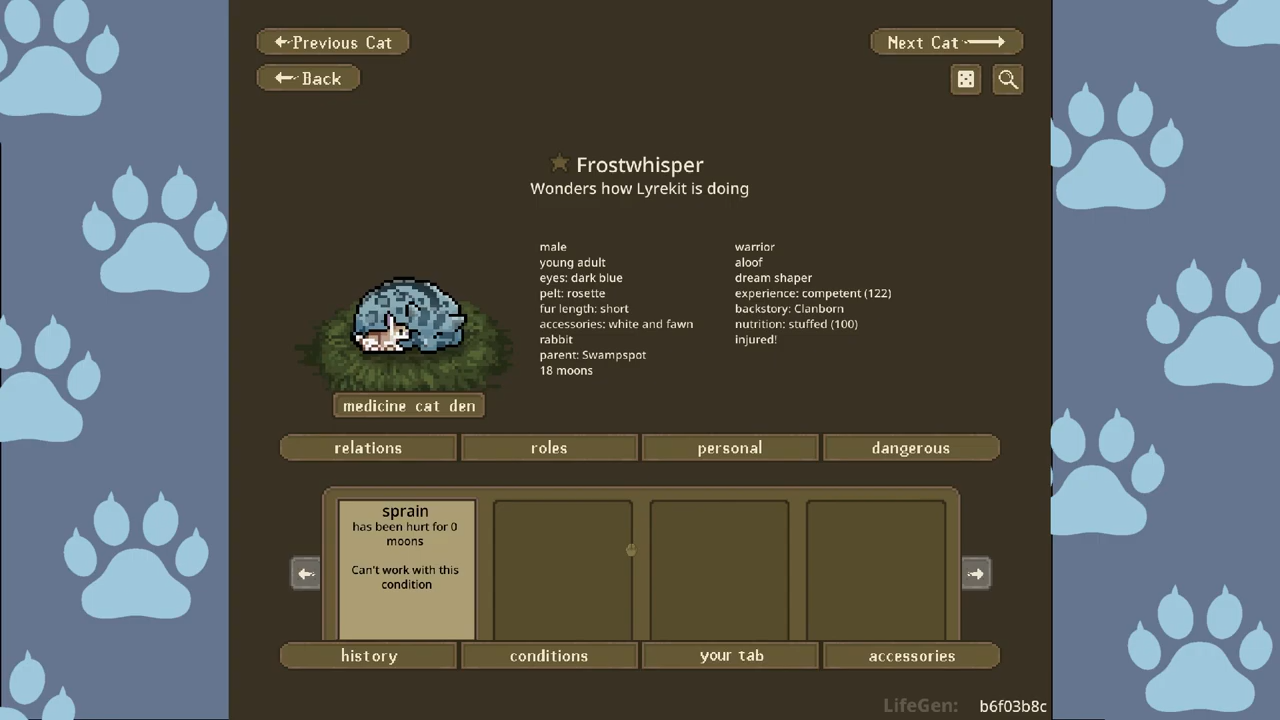 Previous Cat
Next Cat
Back
Frostwhisper
Wonders how Lyrekit is doing
male
young adult
eyes: dark blue
pelt: rosette
fur length: short
accessories: white and fawn
rabbit
parent: Swampspot
18 moons
warrior
aloof
dream shaper
experience: competent (122)
backstory: Clanborn
nutrition: stuffed (100)
injured!
medicine cat den
relations
roles
personal
dangerous
sprain
has been hurt for 0
moons
Can't work with this
condition
history
conditions
your tab
accessories
LifeGen: b6f03b8c